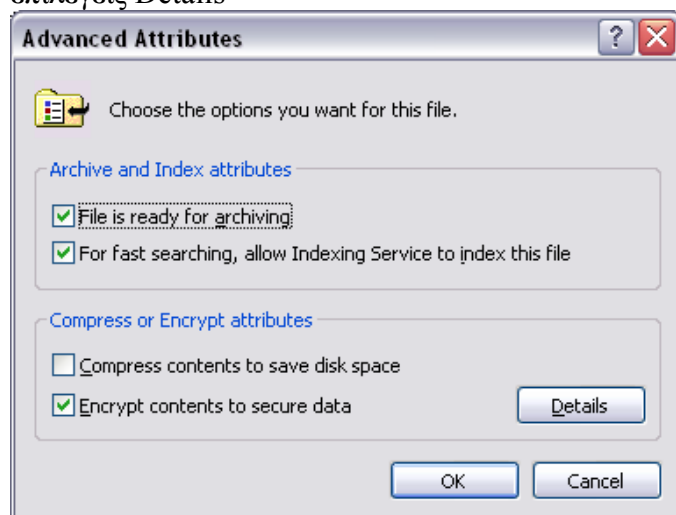 Details
Advanced Attributes
Choose the options you want for this file.
Archive and Index attributes
File is ready for archiving
For fast searching, allow Indexing Service to index this file
Compress or Encrypt attributes
Compress contents to save disk space
Encrypt contents to secure data
Details
OK
Cancel